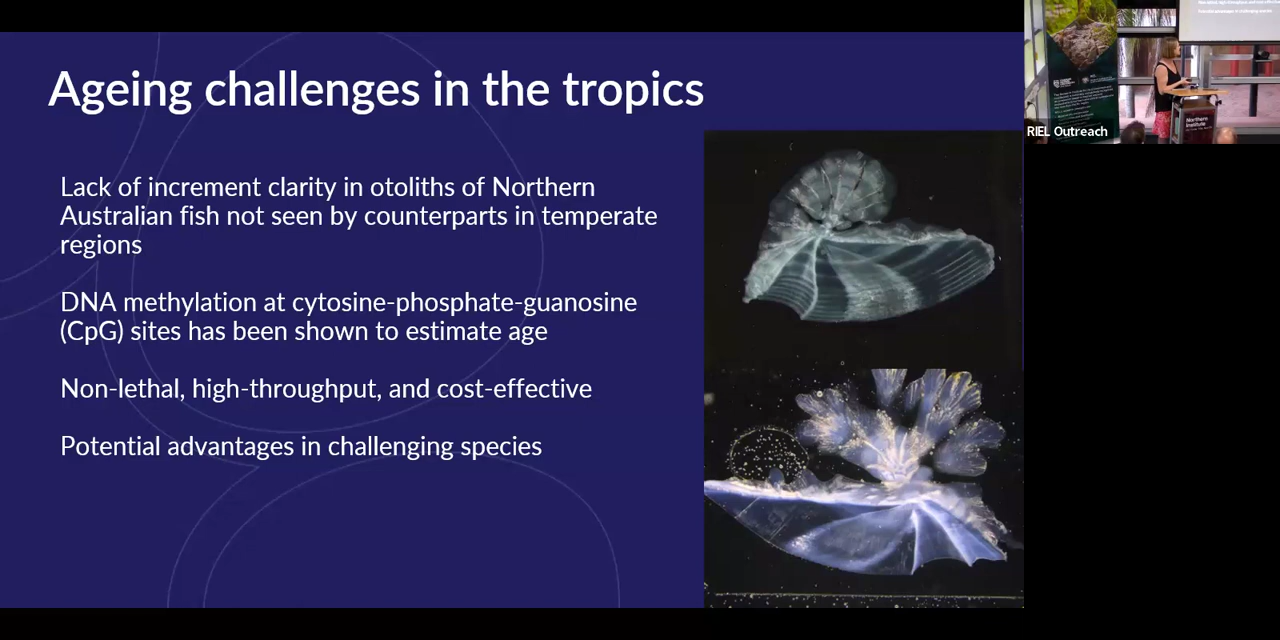 Ageing challenges in the tropics
Lack of increment clarity in otoliths of Northern
Australian fish not seen by counterparts in temperate
regions
DNA methylation at cytosine-phosphate-guanosine
(CpG) sites has been shown to estimate age
Non-lethal, high-throughput, and cost-effective
Potential advantages in challenging species
RIEL Outreach
Northern
Institute